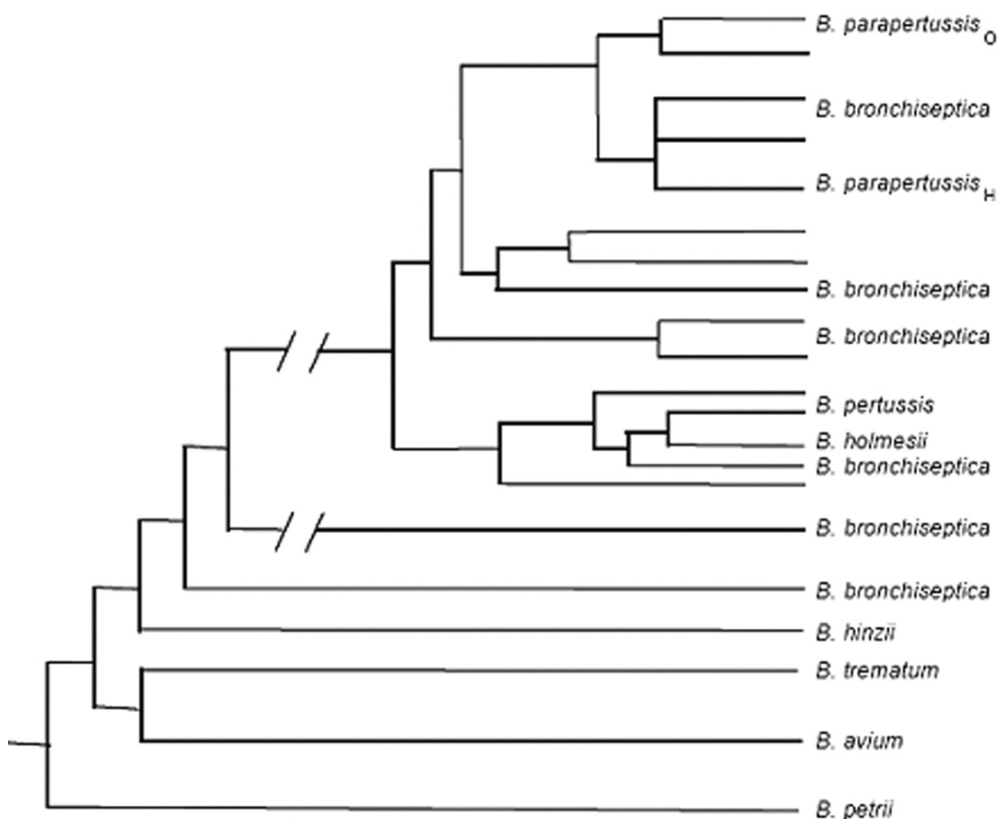 B. parapertussis O
B. bronchiseptica
B. parapertussis H
B. bronchiseptica
B. bronchiseptica
B. pertussis
B. holmesii
B. bronchiseptica
B. bronchiseptica
B. bronchiseptica
B. hinzii
B. trematum
B. avium
B. petrii